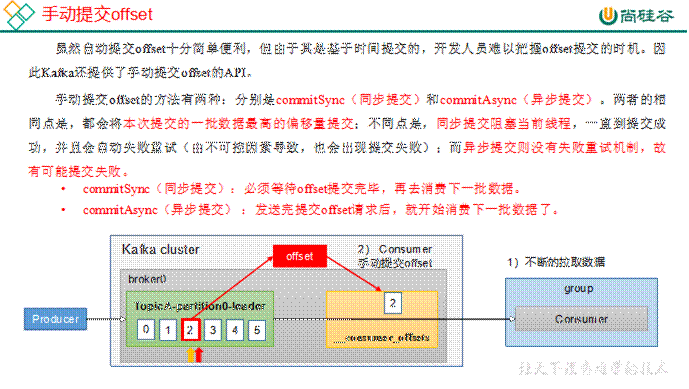 手动提交offset
尚硅谷
虽然自动提交offset十分简单便利，但由于其是基于时间提交的，开发人员难以把握offset提交的时机。因
此Kafka还提供了手动提交offset的API。
手动提交offset的方法有两种：分别是commitSync（同步提交）和commitAsync（异步提交）。两者的相
同点是，都会将本次提交的一批数据最高的偏移量提交；不同点是，同步提交阻塞当前线程，一直到提交成
功，并且会自动失败重试（由不可控因素导致，也会出现提交失败）；而异步提交则没有失败重试机制，故
有可能提交失败。
• commitSync（同步提交）：必须等待offset提交完毕，再去消费下一批数据。
• commitAsync（异步提交）：发送完提交offset请求后，就开始消费下一批数据了。
Kafka cluster
offset
2） Consumer
手动提交offset
1）不断的拉取数据
broker0
group
TopicA-partition0-leader
2
Producer
0 1 2 3 4 5
Consumer
__consumer_offsets